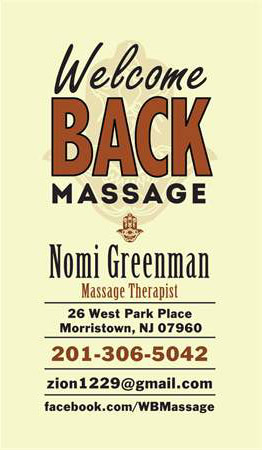 Welcome
BACK
MASSAGE
Nomi Greenman
Massage Therapist
26 West Park Place
Morristown, NJ 07960
201-306-5042
zion1229@gmail.com
facebook.com/WBMassage